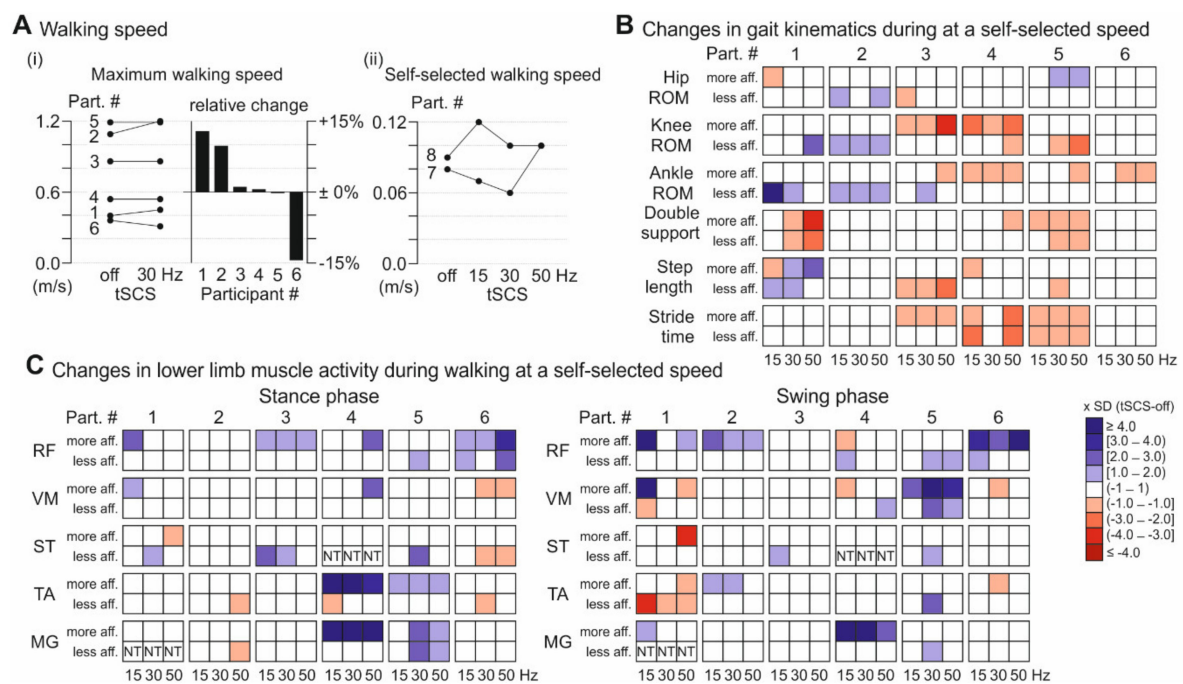 A Walking speed
(i)
Maximum walking speed
Part. #
relative change
1.2
0.6
0.0
(m/s)
5
2
3
4
1
6
off 30 Hz
tSCS
+15%
± 0%
-15%
1 2 3 4 5 6
Participant #
(ii)
Self-selected walking speed
Part. #
0.12
0.06
0.0
(m/s)
8
7
off 15 30 50 Hz
tSCS
B Changes in gait kinematics during at a self-selected speed
Part. # 1 2 3 4 5 6
Hip more aff.
ROM less aff.
Knee more aff.
ROM less aff.
Ankle more aff.
ROM less aff.
Double more aff.
support less aff.
Step more aff.
length less aff.
Stride more aff.
time less aff.
15 30 50 15 30 50 15 30 50 15 30 50 15 30 50 15 30 50 Hz
C Changes in lower limb muscle activity during walking at a self-selected speed
Stance phase
Part. # 1 2 3 4 5 6
RF more aff.
less aff.
VM more aff.
less aff.
ST more aff.
less aff. NT NT NT
TA more aff.
less aff.
MG more aff.
less aff. NT NT NT
15 30 50 15 30 50 15 30 50 15 30 50 15 30 50 15 30 50 Hz
Swing phase
Part. # 1 2 3 4 5 6
RF more aff.
less aff.
VM more aff.
less aff.
ST more aff.
less aff. NT NT NT
TA more aff.
less aff.
MG more aff.
less aff. NT NT NT
15 30 50 15 30 50 15 30 50 15 30 50 15 30 50 15 30 50 Hz
x SD (tSCS-off)
≥ 4.0
[3.0 – 4.0)
[2.0 – 3.0)
[1.0 – 2.0)
(-1 – 1)
(-1.0 – -1.0]
(-3.0 – -2.0]
(-4.0 – -3.0]
≤ -4.0